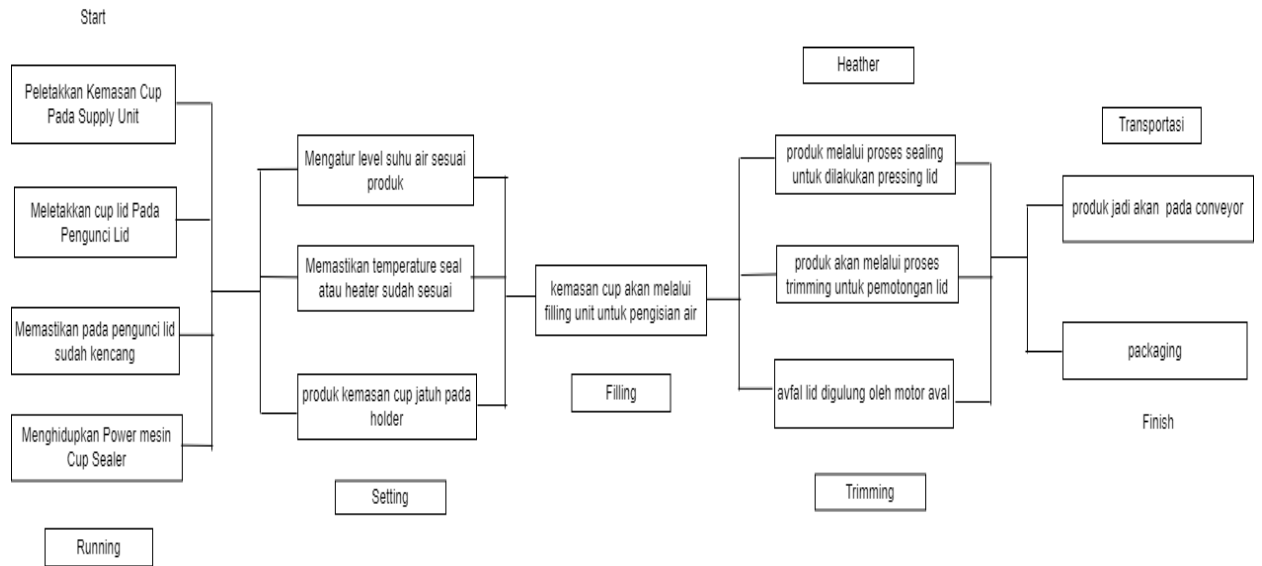 Start
Peletakkan Kemasan Cup
Pada Supply Unit
Meletakkan cup lid Pada
Pengunci Lid
Memastikan pada pengunci lid
sudah kencang
Menghidupkan Power mesin
Cup Sealer
Running
Mengatur level suhu air sesuai
produk
Memastikan temperature seal
atau heater sudah sesuai
produk kemasan cup jatuh pada
holder
Setting
kemasan cup akan melalui
filling unit untuk pengisian air
Filling
Heather
produk melalui proses sealing
untuk dilakukan pressing lid
produk akan melalui proses
trimming untuk pemotongan lid
avfal lid digulung oleh motor aval
Trimming
Transportasi
produk jadi akan pada conveyor
packaging
Finish